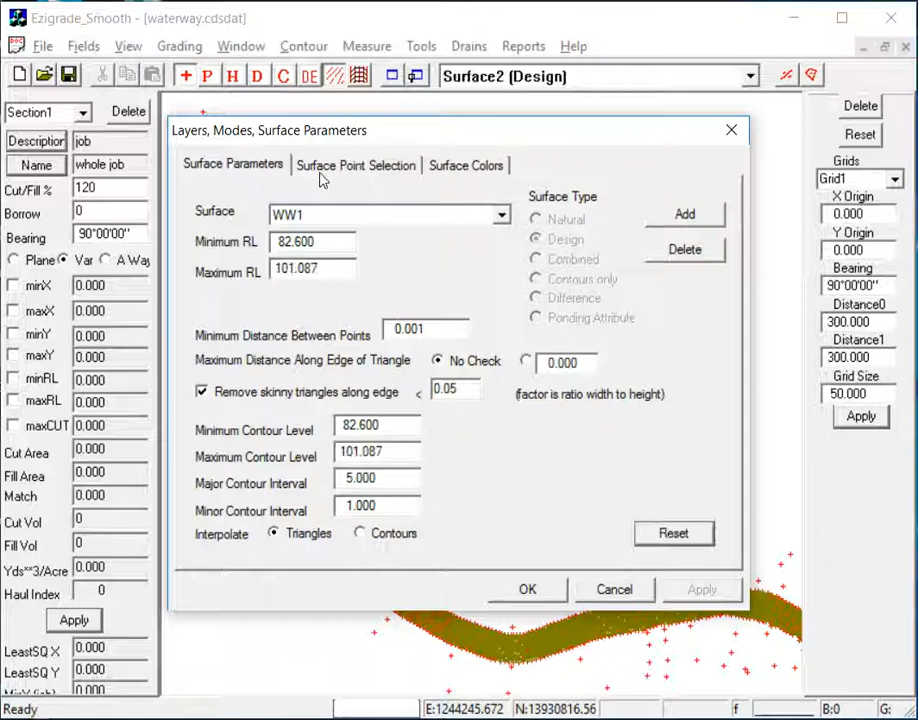 Ezigrade_Smooth - [waterway.cdsdat]
File Fields View Grading Window Contour Measure Tools Drains Reports Help
+ P H D C DE Surface2 (Design)
Section1 Delete
Description job
Name whole job
Cut/Fill % 120
Borrow 0
Bearing 90°00'00"
Plane Var A Way
minX 0.000
maxX 0.000
minY 0.000
maxY 0.000
minRL 0.000
maxRL 0.000
maxCUT 0.000
Cut Area 0.000
Fill Area 0.000
Match 0.000
Cut Vol 0
Fill Vol 0
Yds**3/Acre 0.000
Haul Index 0
Apply
LeastSQ X 0.000
LeastSQ Y 0.000
Layers, Modes, Surface Parameters
Surface Parameters Surface Point Selection Surface Colors
Surface WW1
Minimum RL 82.600
Maximum RL 101.087
Surface Type
Natural
Design
Combined
Contours only
Difference
Ponding Attribute
Add
Delete
Minimum Distance Between Points 0.001
Maximum Distance Along Edge of Triangle No Check 0.000
Remove skinny triangles along edge < 0.05 (factor is ratio width to height)
Minimum Contour Level 82.600
Maximum Contour Level 101.087
Major Contour Interval 5.000
Minor Contour Interval 1.000
Interpolate Triangles Contours
Reset
OK Cancel Apply
Delete
Reset
Grids
Grid1
X Origin
0.000
Y Origin
0.000
Bearing
90°00'00"
Distance0
300.000
Distance1
300.000
Grid Size
50.000
Apply
Ready E:1244245.672 N:13930816.56 f B:0 G: